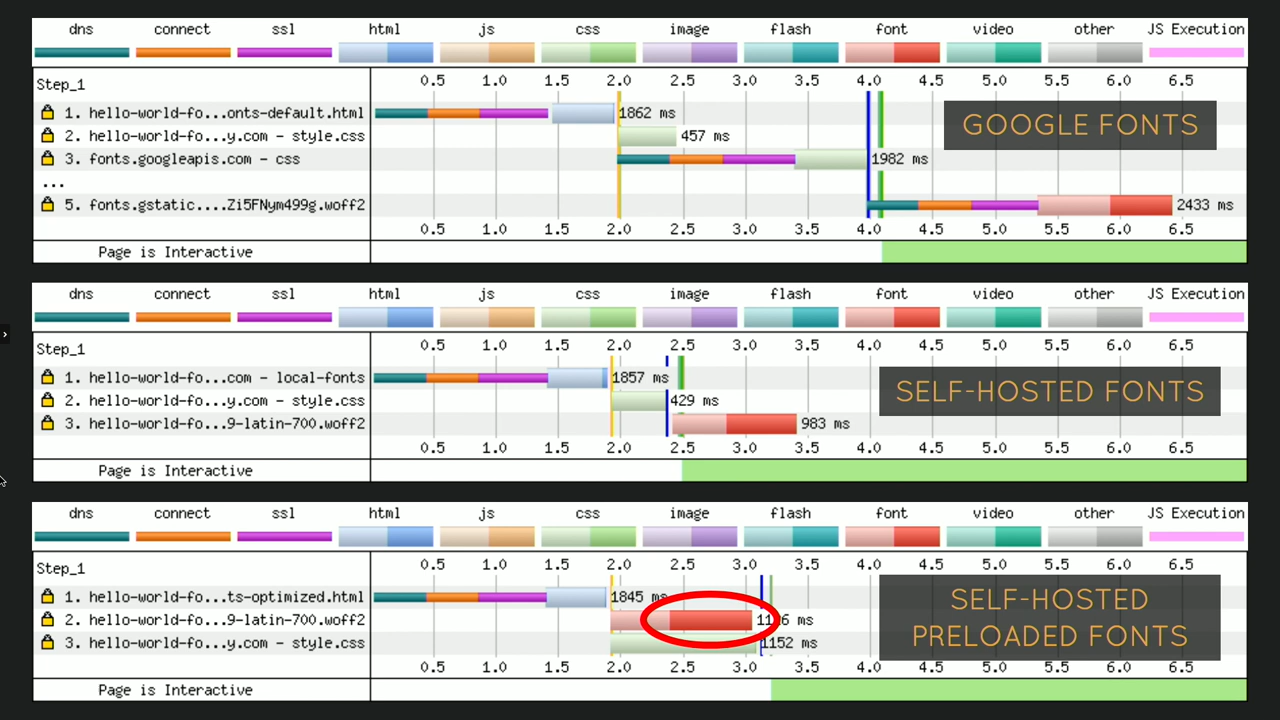 dns connect ssl html js css image flash font video other JS Execution
Step_1 0.5 1.0 1.5 2.0 2.5 3.0 3.5 4.0 4.5 5.0 5.5 6.0 6.5
1. hello-world-fo...onts-default.html 1862 ms
GOOGLE FONTS
2. hello-world-fo...y.com - style.css 457 ms
3. fonts.googleapis.com - css 1982 ms
...
5. fonts.gstatic....Zi5FNym499g.woff2 2433 ms
0.5 1.0 1.5 2.0 2.5 3.0 3.5 4.0 4.5 5.0 5.5 6.0 6.5
Page is Interactive
dns connect ssl html js css image flash font video other JS Execution
Step_1 0.5 1.0 1.5 2.0 2.5 3.0 3.5 4.0 4.5 5.0 5.5 6.0 6.5
1. hello-world-fo...com - local-fonts 1857 ms
SELF-HOSTED FONTS
2. hello-world-fo...y.com - style.css 429 ms
3. hello-world-fo...9-latin-700.woff2 983 ms
0.5 1.0 1.5 2.0 2.5 3.0 3.5 4.0 4.5 5.0 5.5 6.0 6.5
Page is Interactive
dns connect ssl html js css image flash font video other JS Execution
Step_1 0.5 1.0 1.5 2.0 2.5 3.0 3.5 4.0 4.5 5.0 5.5 6.0 6.5
1. hello-world-fo...ts-optimized.html 1845 ms
SELF-HOSTED
PRELOADED FONTS
2. hello-world-fo...9-latin-700.woff2 ms
3. hello-world-fo...y.com - style.css 1152 ms
0.5 1.0 1.5 2.0 2.5 3.0 3.5 4.0 4.5 5.0 5.5 6.0 6.5
Page is Interactive